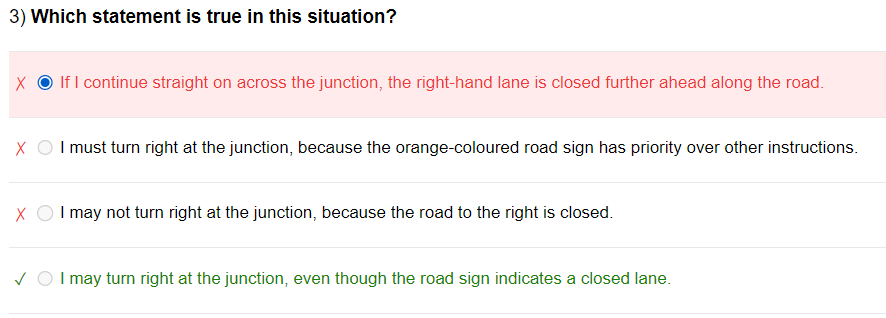 3) Which statement is true in this situation?
X If I continue straight on across the junction, the right-hand lane is closed further ahead along the road.
X I must turn right at the junction, because the orange-coloured road sign has priority over other instructions.
X I may not turn right at the junction, because the road to the right is closed.
✓ I may turn right at the junction, even though the road sign indicates a closed lane.